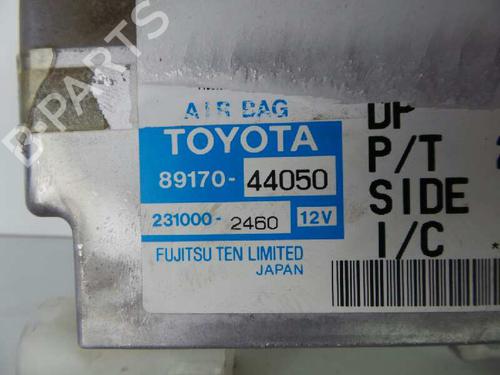 B-PARTS
AIR BAG
TOYOTA
89170- 44050
231000- 2460 12V
FUJITSU TEN LIMITED
JAPAN
DP
P/T
SIDE
I/C